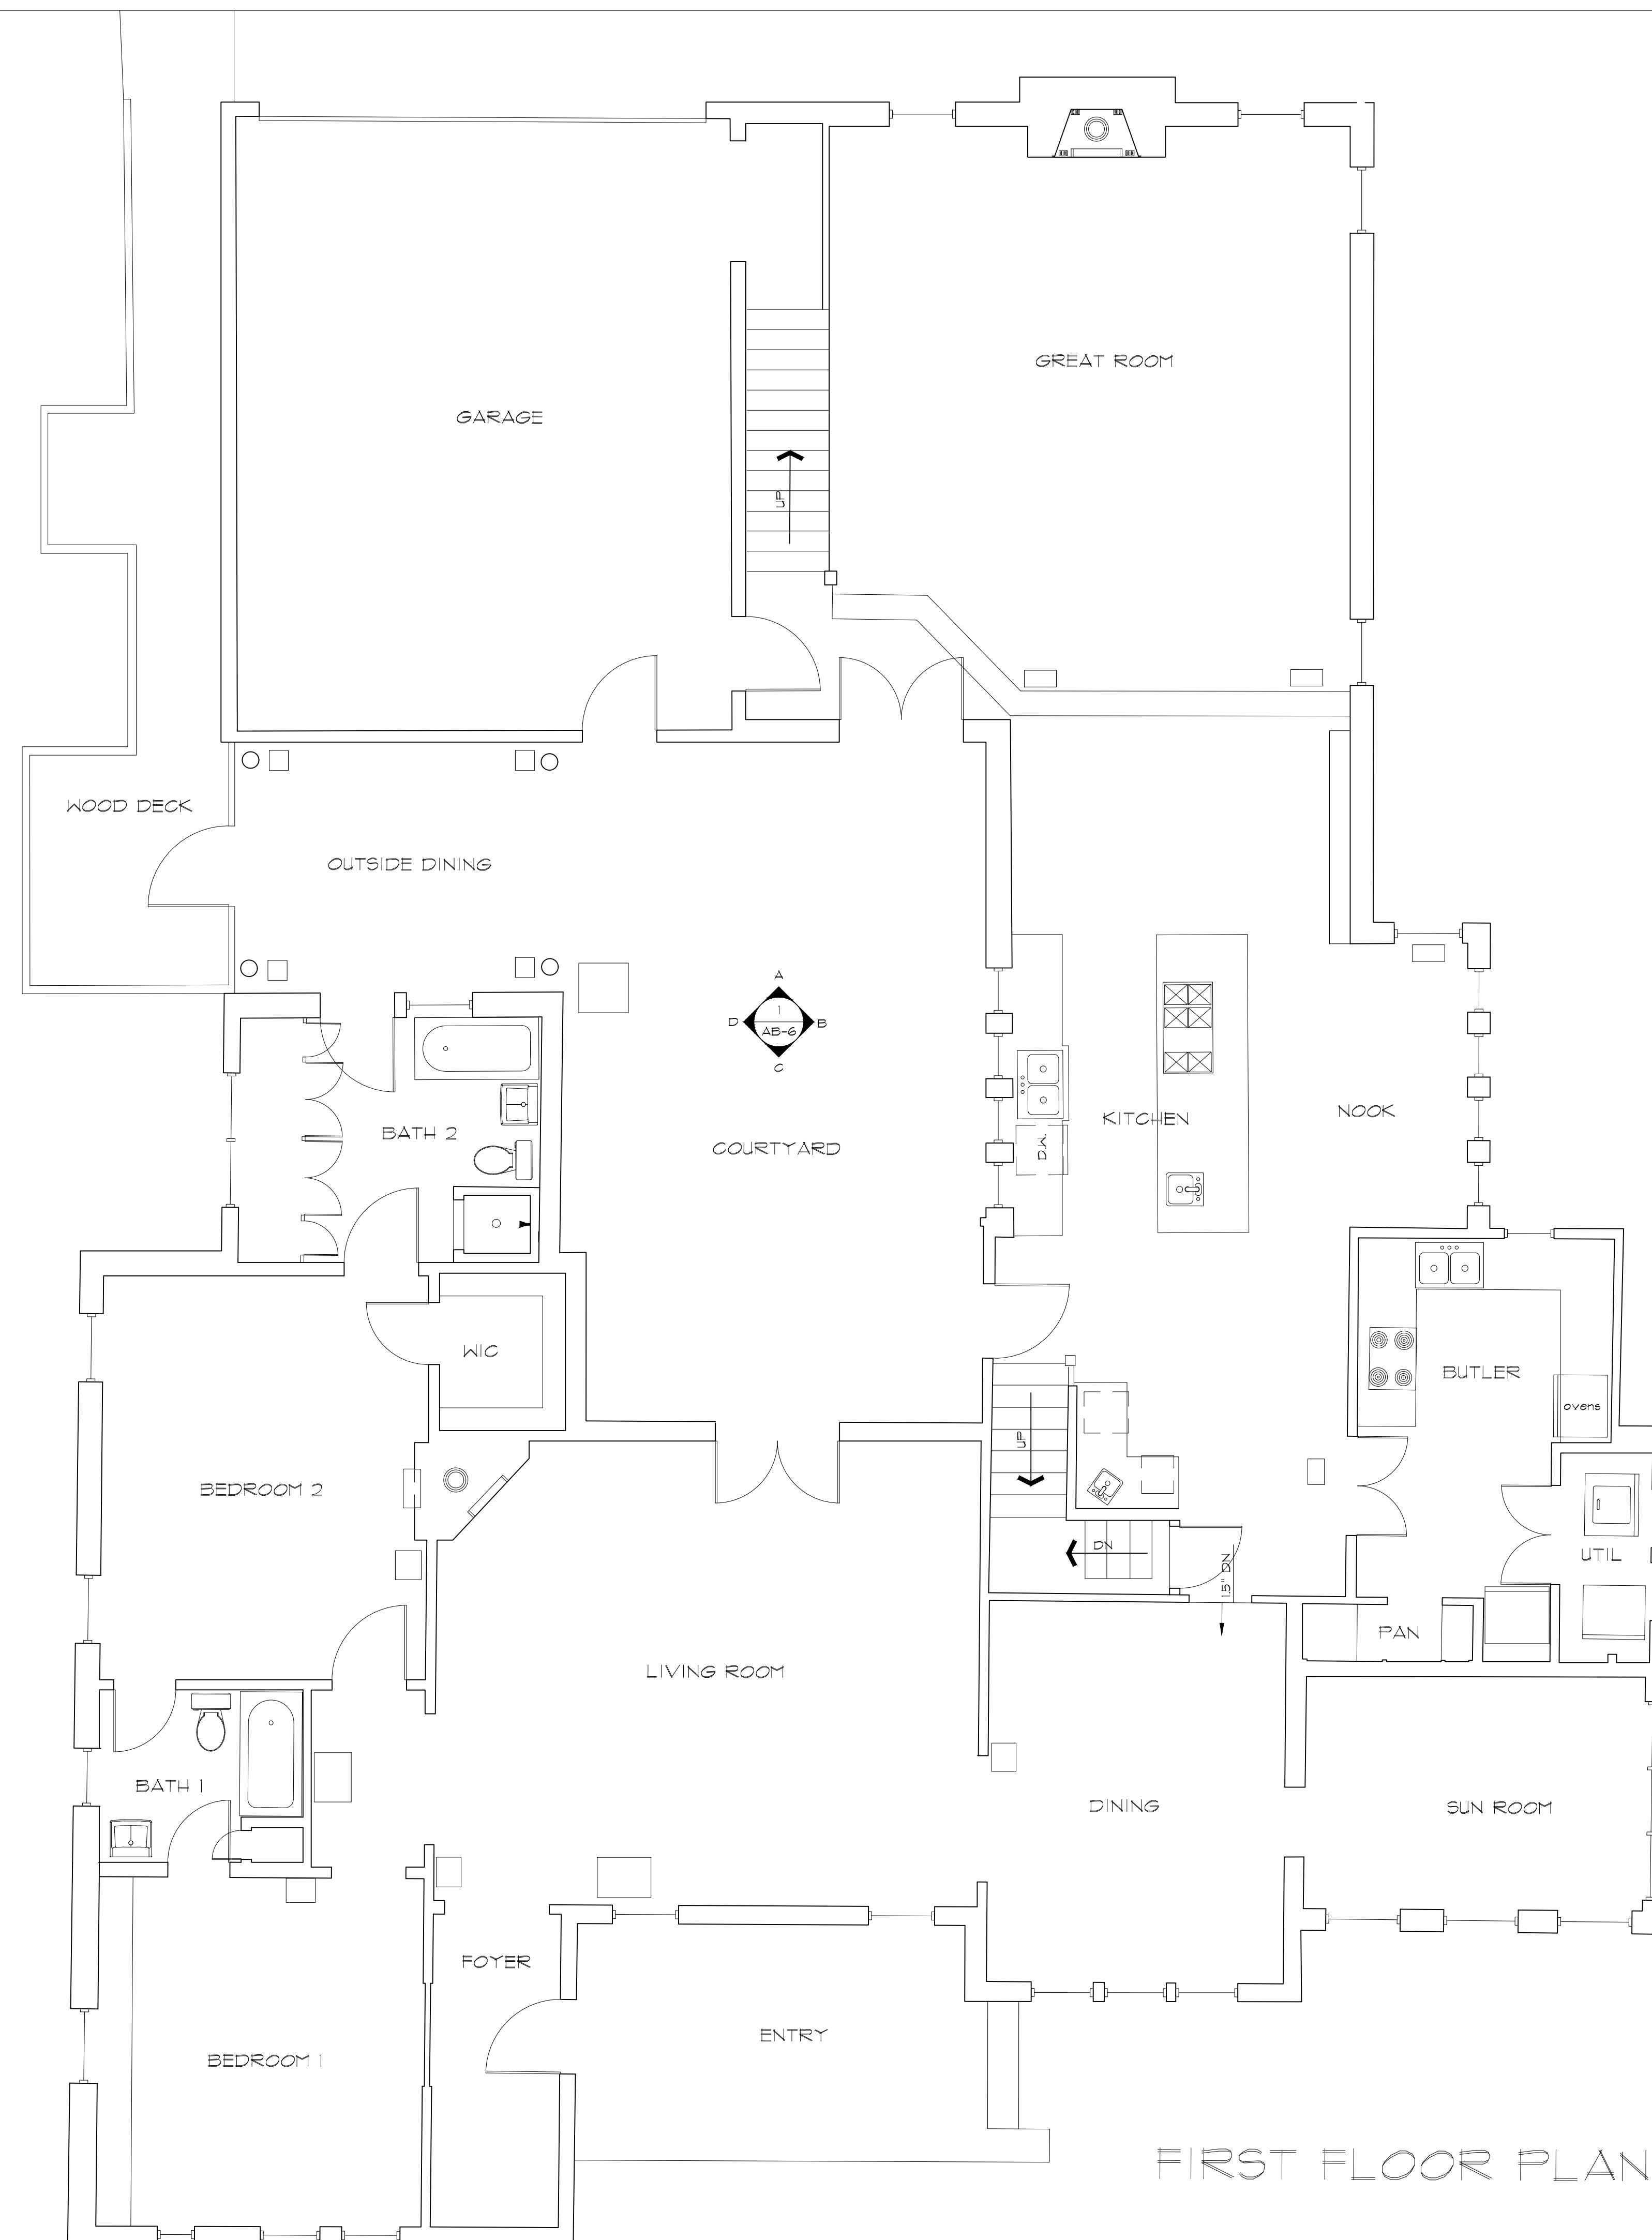 GREAT ROOM
GARAGE
UP
WOOD DECK
OUTSIDE DINING
A
D
1
B
AB-6
C
KITCHEN
NOOK
BATH 2
COURTYARD
D.W.
WIC
BUTLER
ovens
UP
BEDROOM 2
DN
1.5" DN
UTIL
PAN
LIVING ROOM
BATH 1
DINING
SUN ROOM
FOYER
ENTRY
BEDROOM 1
FIRST FLOOR PLAN